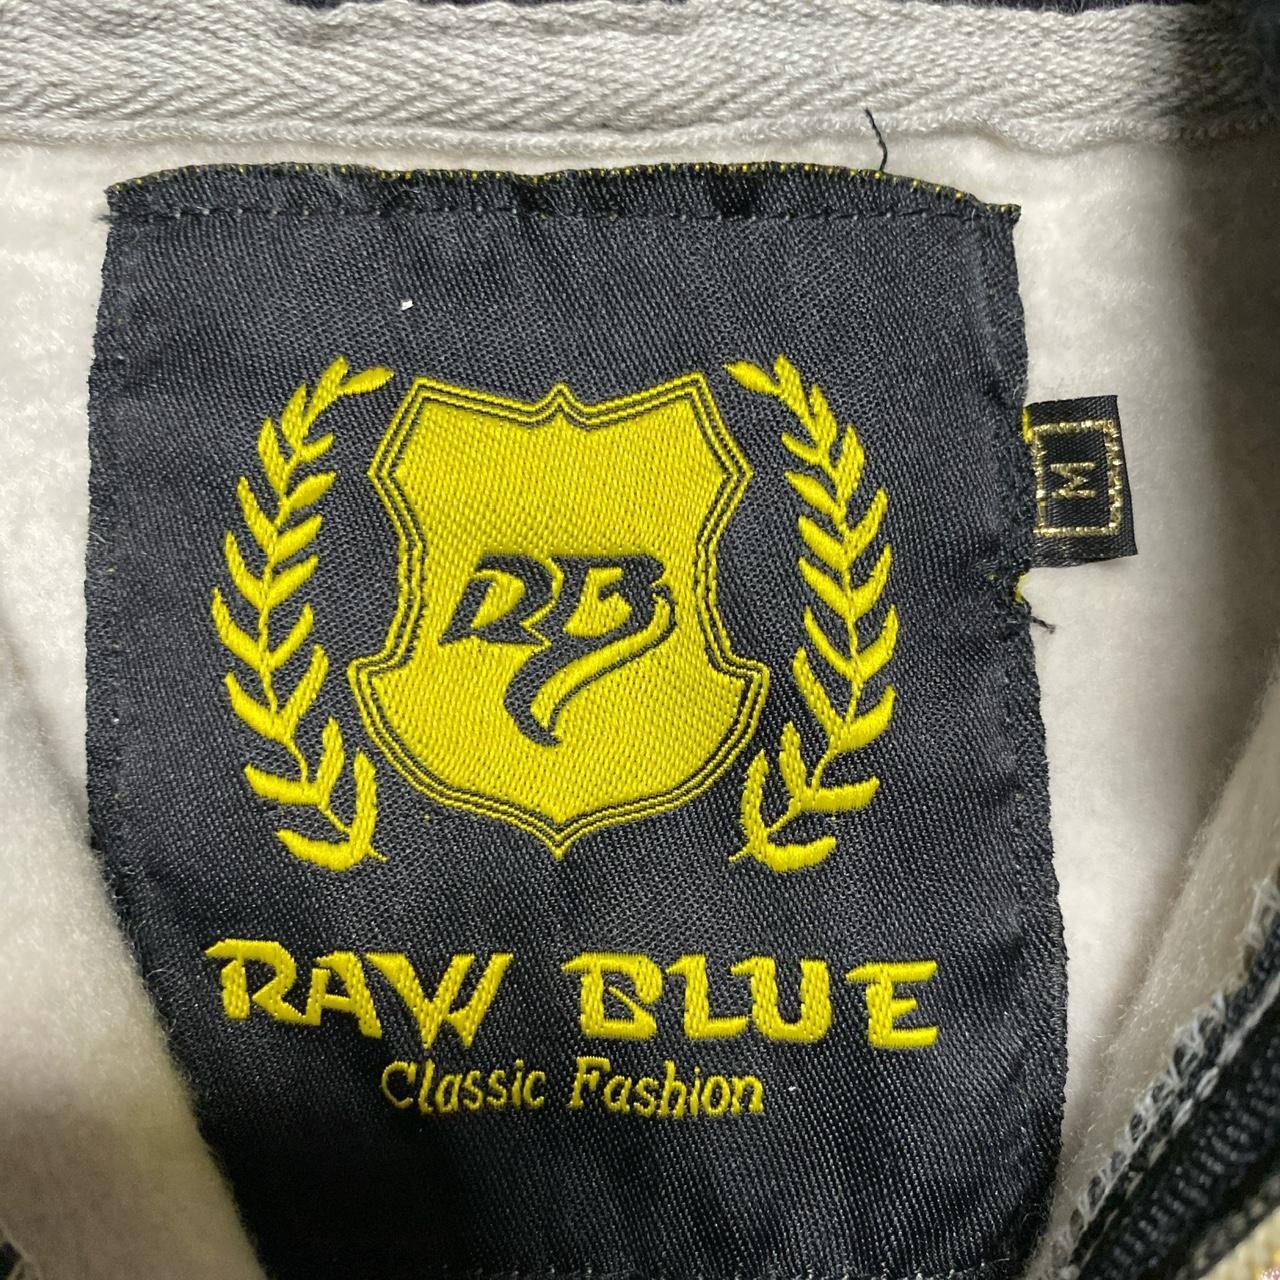 RB
M
RAW BLUE
Classic Fashion